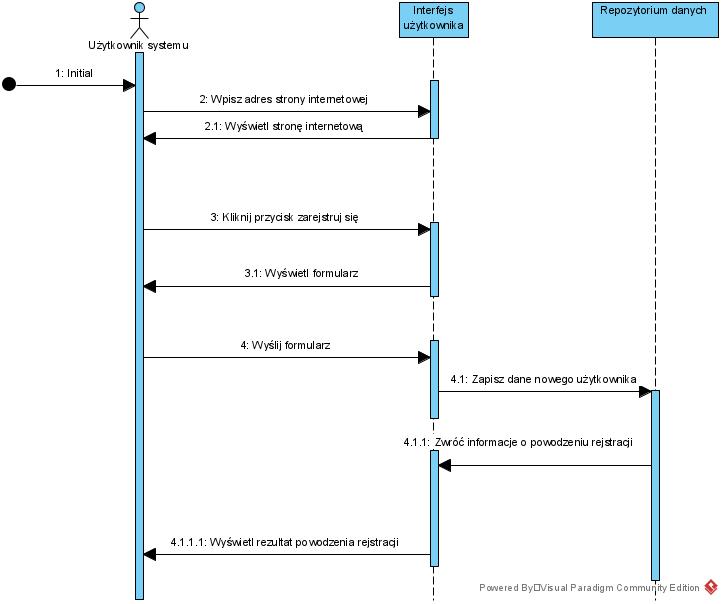 Użytkownik systemu
Interfejs
użytkownika
Repozytorium danych
1: Initial
2: Wpisz adres strony internetowej
2.1: Wyświetl stronę internetową
3: Kliknij przycisk zarejstruj się
3.1: Wyświetl formularz
4: Wyślij formularz
4.1: Zapisz dane nowego użytkownika
4.1.1: Zwróć informacje o powodzeniu rejstracji
4.1.1.1: Wyświetl rezultat powodzenia rejstracji
Powered By□Visual Paradigm Community Edition